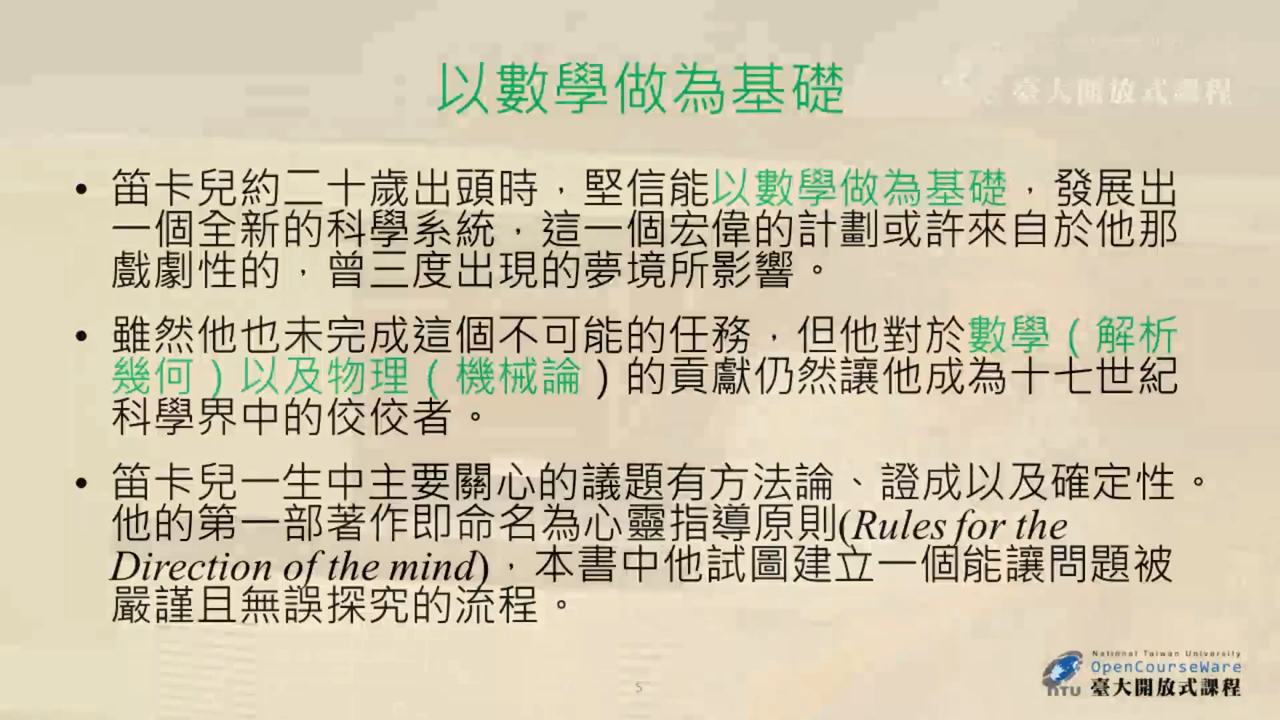 以數學做為基礎
臺大開放式課程
• 笛卡兒約二十歲出頭時，堅信能以數學做為基礎，發展出
一個全新的科學系統，這一個宏偉的計劃或許來自於他那
戲劇性的，曾三度出現的夢境所影響。
• 雖然他也未完成這個不可能的任務，但他對於數學（解析
幾何）以及物理（機械論）的貢獻仍然讓他成為十七世紀
科學界中的佼佼者。
• 笛卡兒一生中主要關心的議題有方法論、證成以及確定性。
他的第一部著作即命名為心靈指導原則(Rules for the
Direction of the mind)，本書中他試圖建立一個能讓問題被
嚴謹且無誤探究的流程。
5
National Taiwan University
OpenCourseWare
NTU 臺大開放式課程